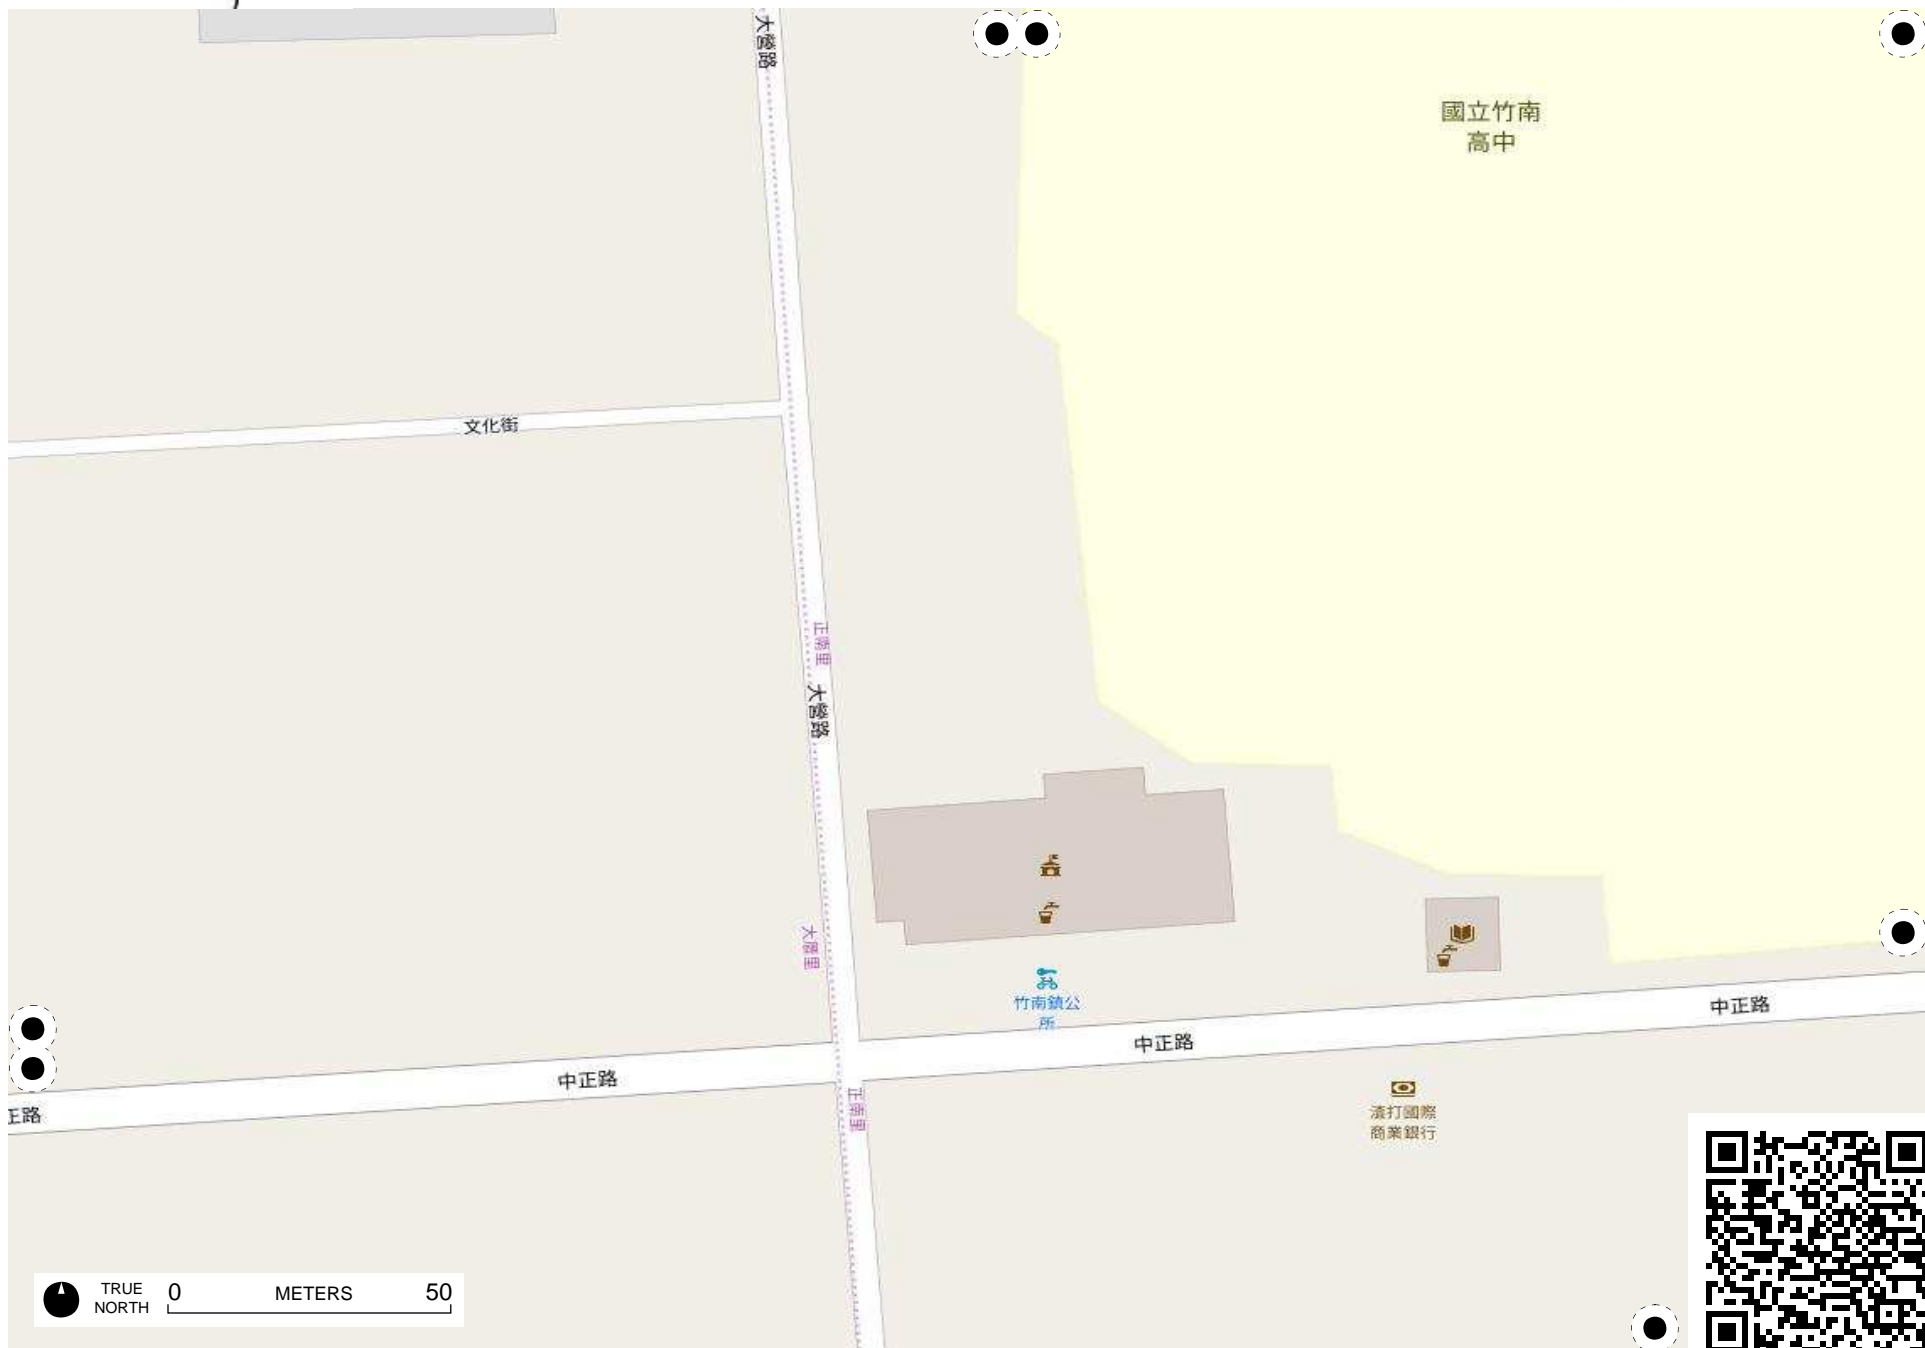 大營路
國立竹南
高中
文化街
正南里
大營路
大厝里
竹南鎮公
所
中正路
中正路
中正路
正路
正南里
渣打國際
商業銀行
TRUE
NORTH
0 METERS 50